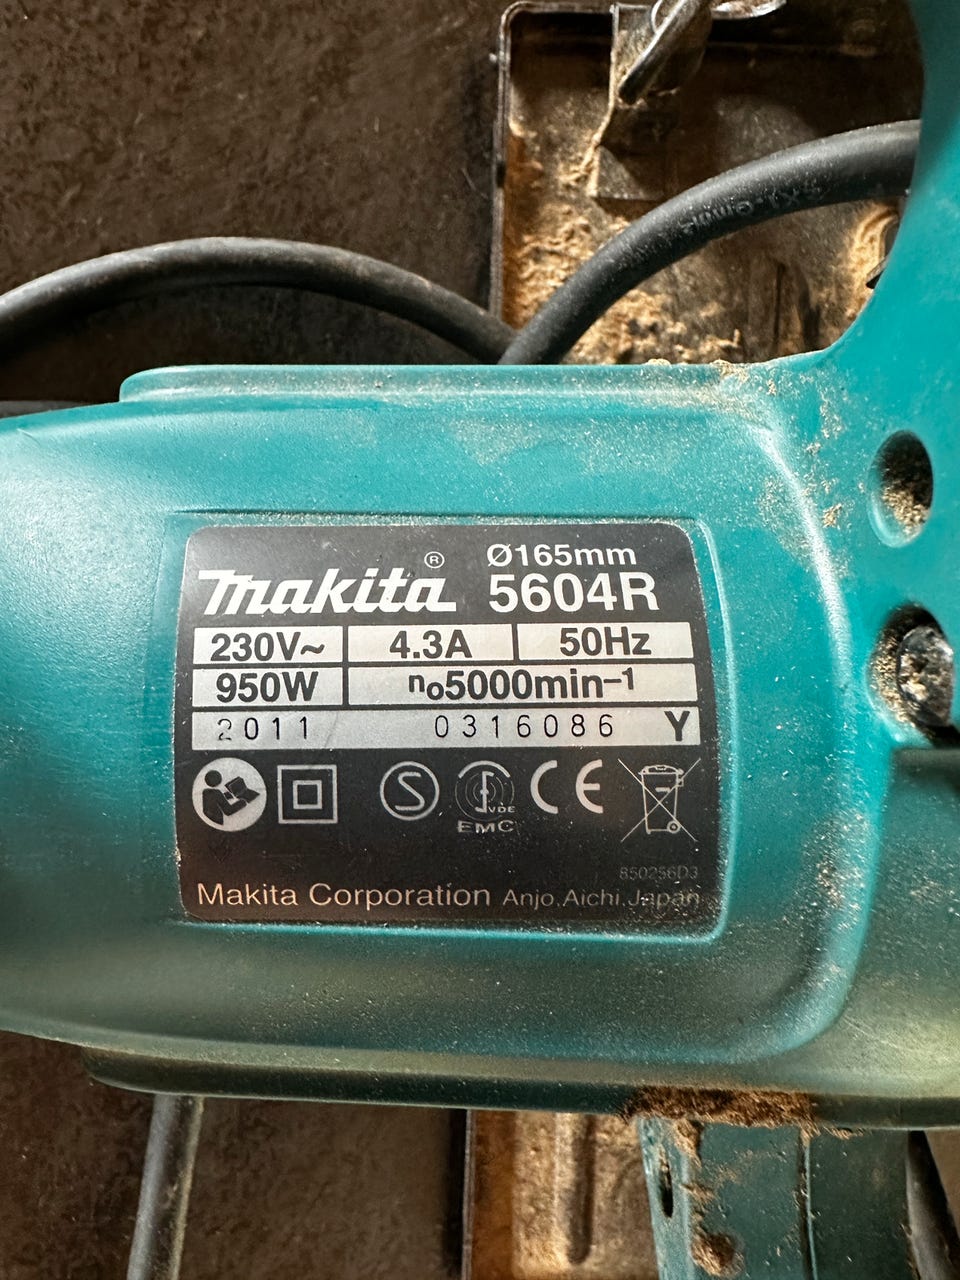 Ø165mm
makita® 5604R
230V~ 4.3A 50Hz
950W n₀5000min⁻¹
2011 0316086 Y
S VDE CE
EMC
850256D3
Makita Corporation Anjo, Aichi, Japan